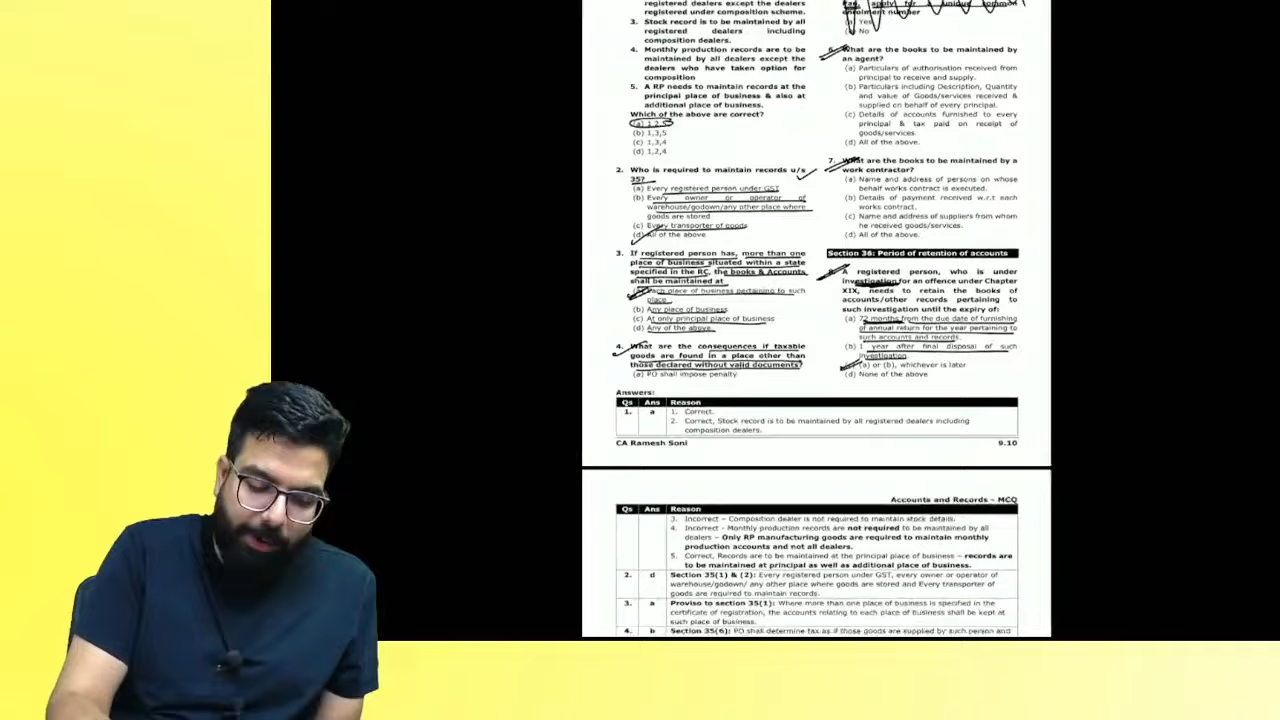 registered dealers except the dealers
registered under composition scheme.
3. Stock record is to be maintained by all
registered dealers including
composition dealers.
4. Monthly production records are to be
maintained by all dealers except the
dealers who have taken option for
composition
5. A RP needs to maintain records at the
principal place of business & also at
additional place of business.
Which of the above are correct?
(a) 1,2,5
(b) 1,3,5
(c) 1,3,4
(d) 1,2,4
2. Who is required to maintain records u/s
35?
(a) Every registered person under GST
(b) Every owner or operator of
warehouse/godown/any other place where
goods are stored
(c) Every transporter of goods
(d) All of the above
3. If registered person has, more than one
place of business situated within a state
specified in the RC, the books & Accounts
shall be maintained at
(a) Each place of business pertaining to such
place
(b) Any place of business
(c) At only principal place of business
(d) Any of the above
4. What are the consequences if taxable
goods are found in a place other than
those declared without valid documents?
(a) PO shall impose penalty
tax, apply for a unique common
enrolment number
(a) Yes
No
6. What are the books to be maintained by
an agent?
(a) Particulars of authorisation received from
principal to receive and supply.
(b) Particulars including Description, Quantity
and value of Goods/services received &
supplied on behalf of every principal.
(c) Details of accounts furnished to every
principal & tax paid on receipt of
goods/services.
(d) All of the above.
7. What are the books to be maintained by a
work contractor?
(a) Name and address of persons on whose
behalf works contract is executed.
(b) Details of payment received w.r.t each
works contract.
(c) Name and address of suppliers from whom
he received goods/services.
(d) All of the above.
Section 36: Period of retention of accounts
A registered person, who is under
investigation for an offence under Chapter
XIX, needs to retain the books of
accounts/other records pertaining to
such investigation until the expiry of:
(a) 72 months from the due date of furnishing
of annual return for the year pertaining to
such accounts and records.
(b) 1 year after final disposal of such
investigation.
(a) or (b), whichever is later
(d) None of the above
Answers:
Qs Ans Reason
1. a 1. Correct.
2. Correct, Stock record is to be maintained by all registered dealers including
composition dealers.
CA Ramesh Soni 9.10
Accounts and Records - MCQ
Qs Ans Reason
3. Incorrect – Composition dealer is not required to maintain stock details.
4. Incorrect - Monthly production records are not required to be maintained by all
dealers – Only RP manufacturing goods are required to maintain monthly
production accounts and not all dealers.
5. Correct, Records are to be maintained at the principal place of business – records are
to be maintained at principal as well as additional place of business.
2. d Section 35(1) & (2): Every registered person under GST, every owner or operator of
warehouse/godown/ any other place where goods are stored and Every transporter of
goods are required to maintain records.
3. a Proviso to section 35(1): Where more than one place of business is specified in the
certificate of registration, the accounts relating to each place of business shall be kept at
such place of business.
4. b Section 35(6): PO shall determine tax as if those goods are supplied by such person and